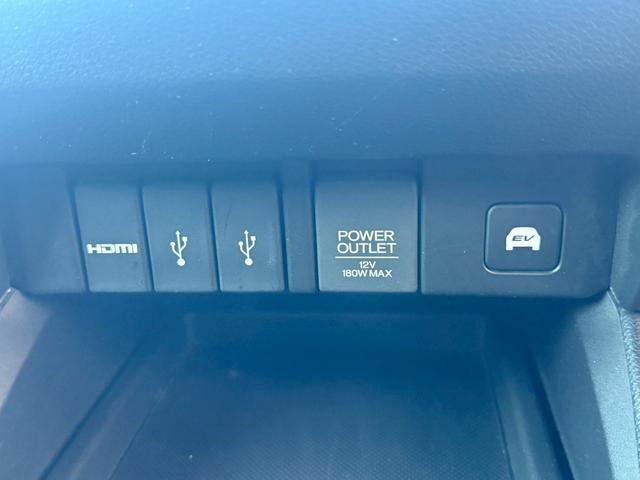 HDMI
POWER
OUTLET
12V
180W MAX
EV